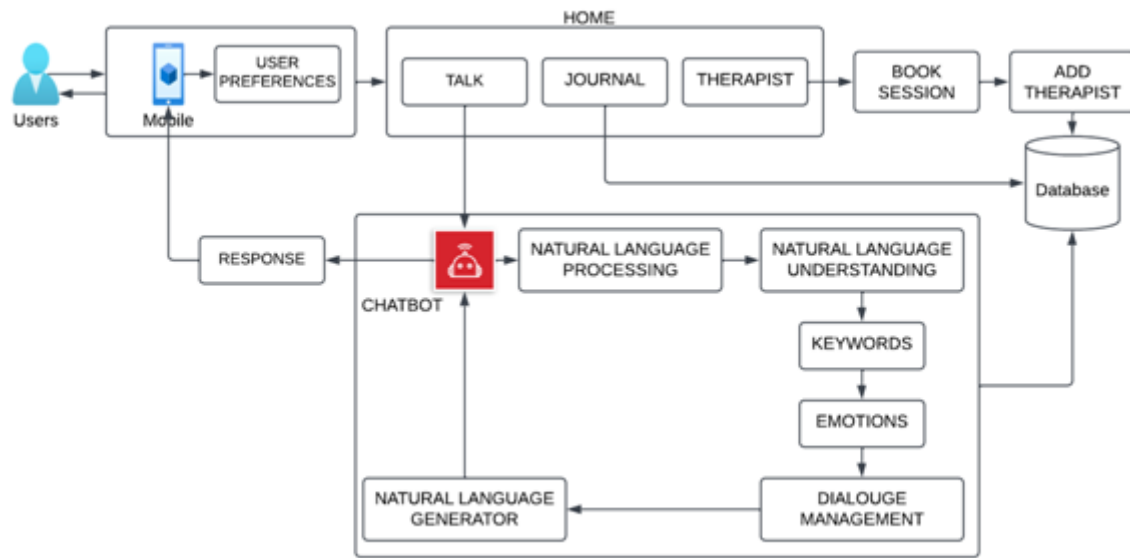 HOME
USER
PREFERENCES
TALK
JOURNAL
THERAPIST
BOOK
SESSION
ADD
THERAPIST
Users
Mobile
Database
RESPONSE
CHATBOT
NATURAL LANGUAGE
PROCESSING
NATURAL LANGUAGE
UNDERSTANDING
KEYWORDS
EMOTIONS
NATURAL LANGUAGE
GENERATOR
DIALOUGE
MANAGEMENT